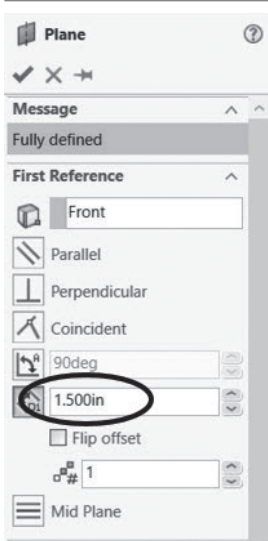 Plane
Message
Fully defined
First Reference
Front
Parallel
Perpendicular
Coincident
90deg
1.500in
Flip offset
# 1
Mid Plane